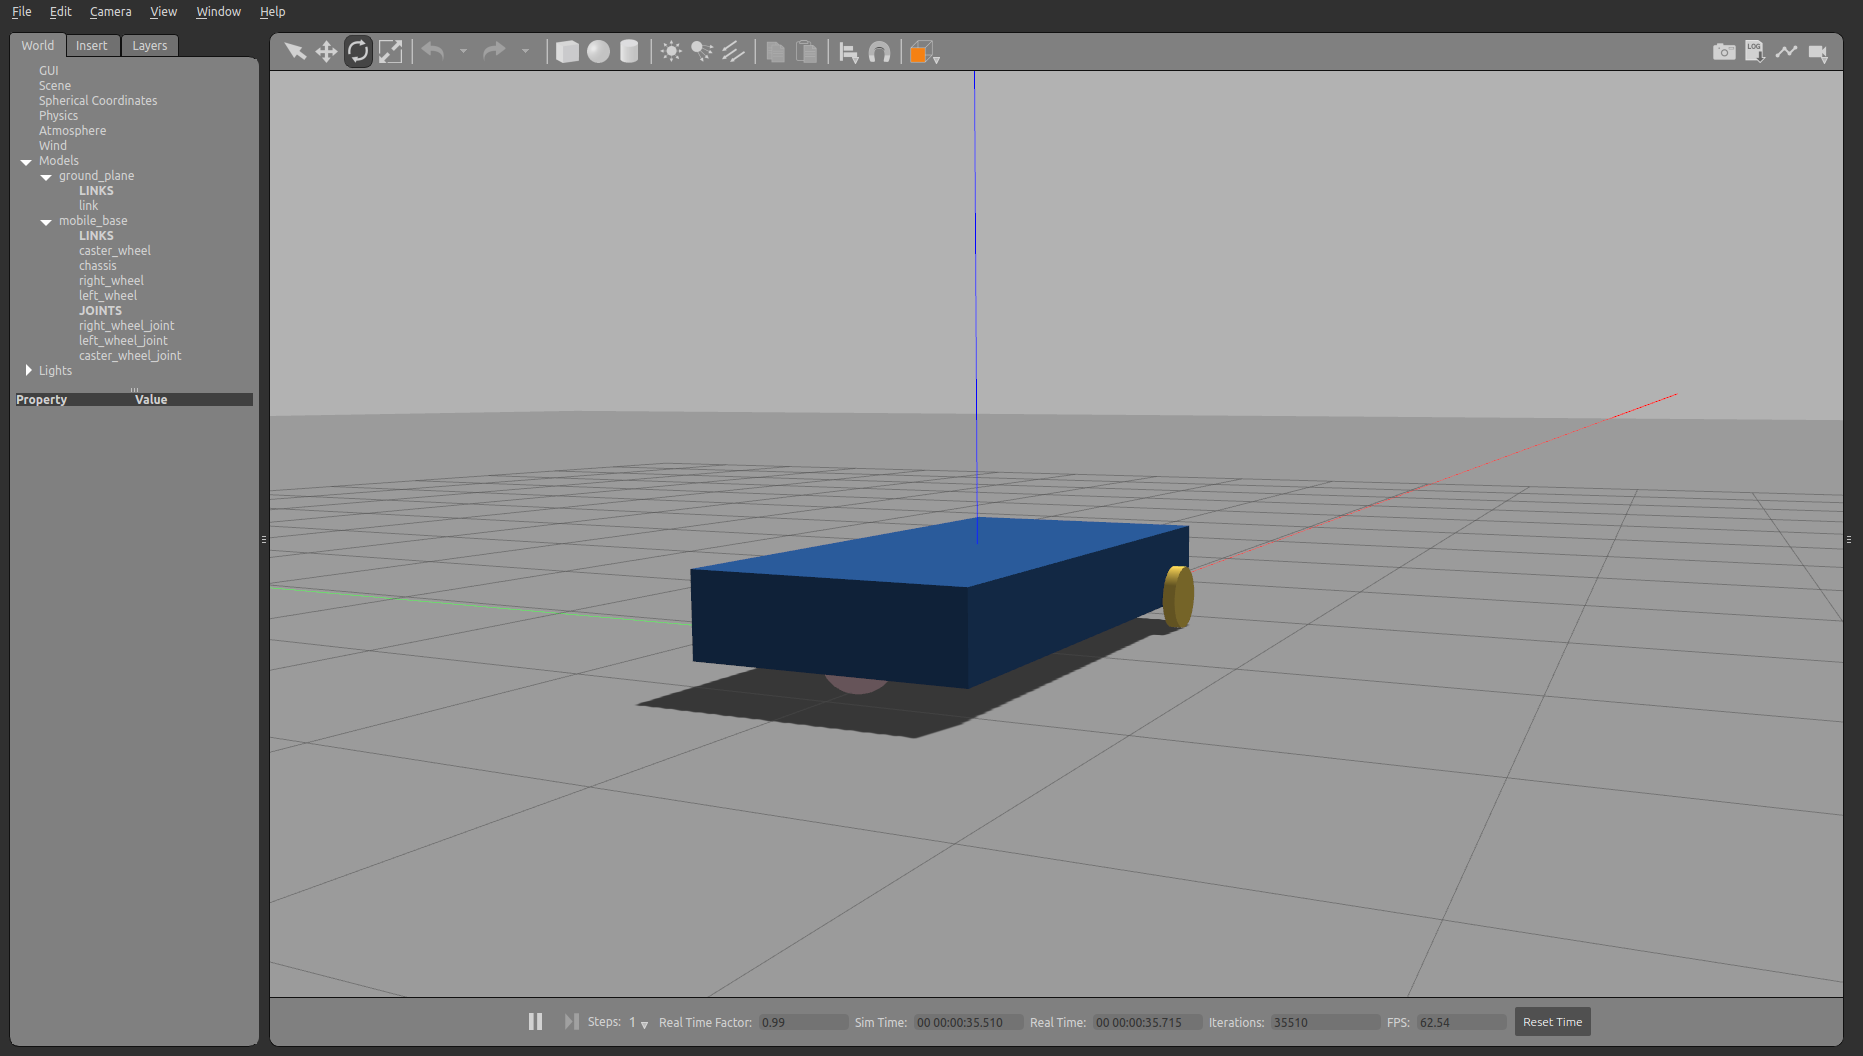 File Edit Camera View Window Help
World Insert Layers
GUI
Scene
Spherical Coordinates
Physics
Atmosphere
Wind
Models
ground_plane
LINKS
link
mobile_base
LINKS
caster_wheel
chassis
right_wheel
left_wheel
JOINTS
right_wheel_joint
left_wheel_joint
caster_wheel_joint
Lights
Property Value
LOG
Steps: 1 Real Time Factor: 0.99 Sim Time: 00 00:00:35.510 Real Time: 00 00:00:35.715 Iterations: 35510 FPS: 62.54 Reset Time